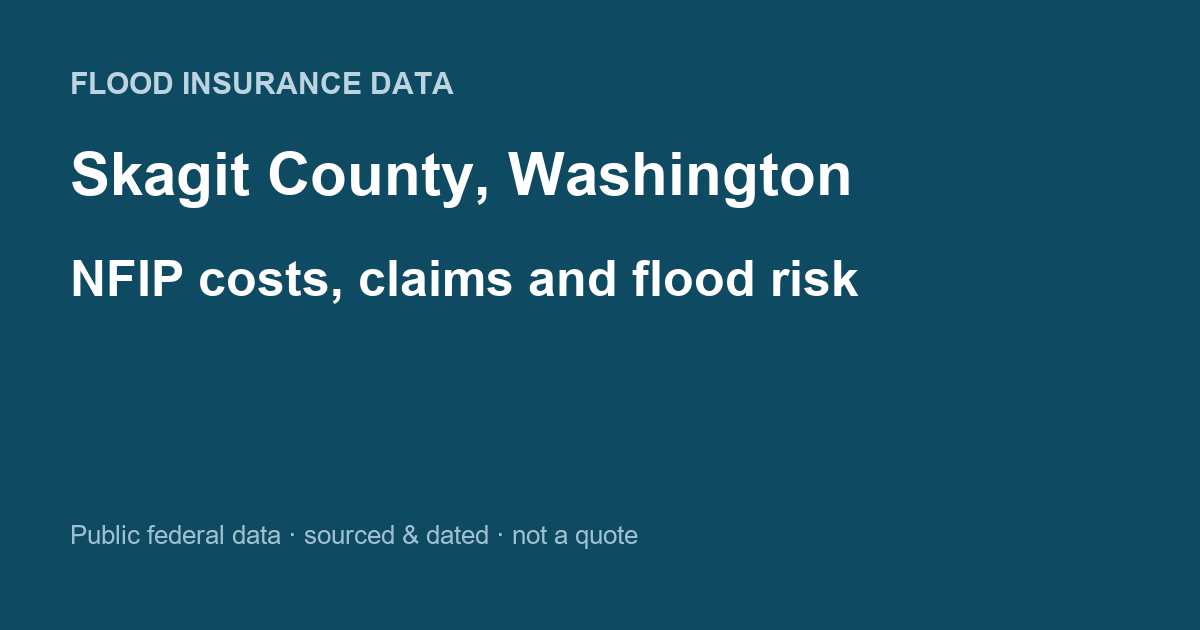 FLOOD INSURANCE DATA
Skagit County, Washington
NFIP costs, claims and flood risk
Public federal data · sourced & dated · not a quote